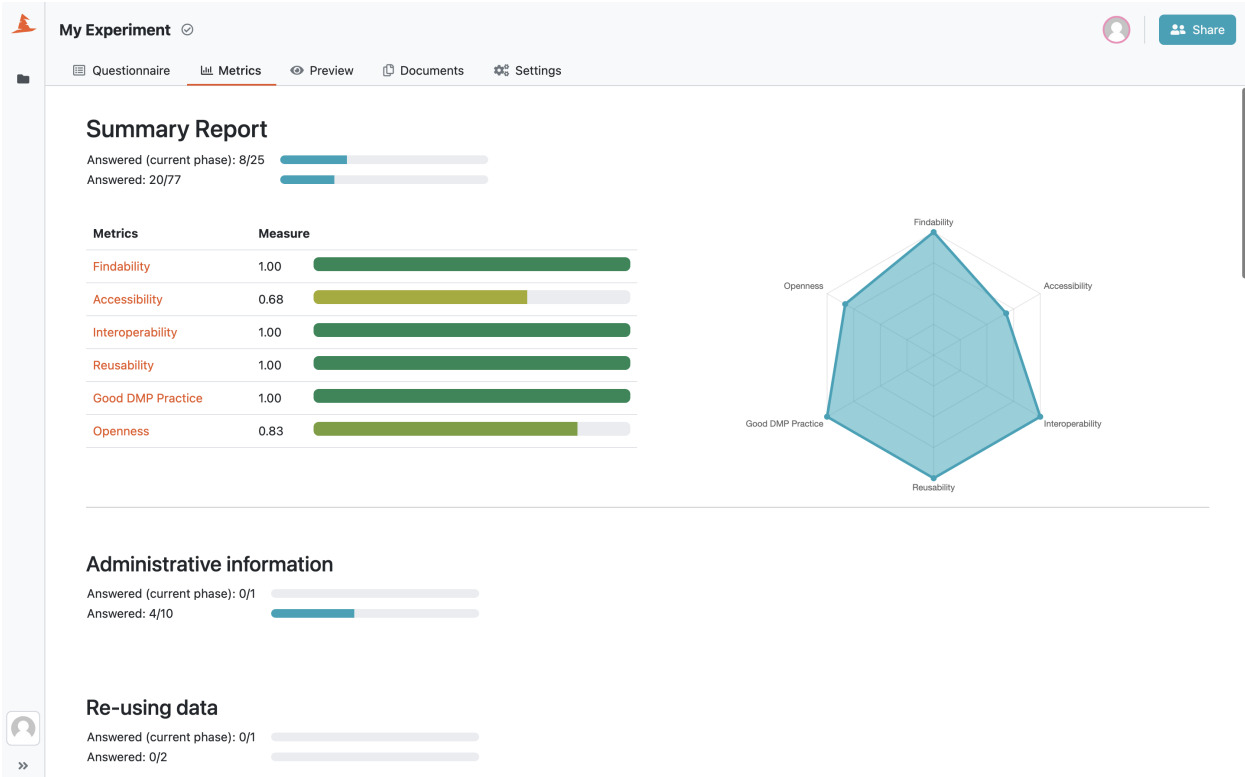 My Experiment
Share
Questionnaire
Metrics
Preview
Documents
Settings
Summary Report
Answered (current phase): 8/25
Answered: 20/77
Metrics Measure
Findability 1.00
Accessibility 0.68
Interoperability 1.00
Reusability 1.00
Good DMP Practice 1.00
Openness 0.83
Findability
Openness
Accessibility
Good DMP Practice
Interoperability
Reusability
Administrative information
Answered (current phase): 0/1
Answered: 4/10
Re-using data
Answered (current phase): 0/1
Answered: 0/2